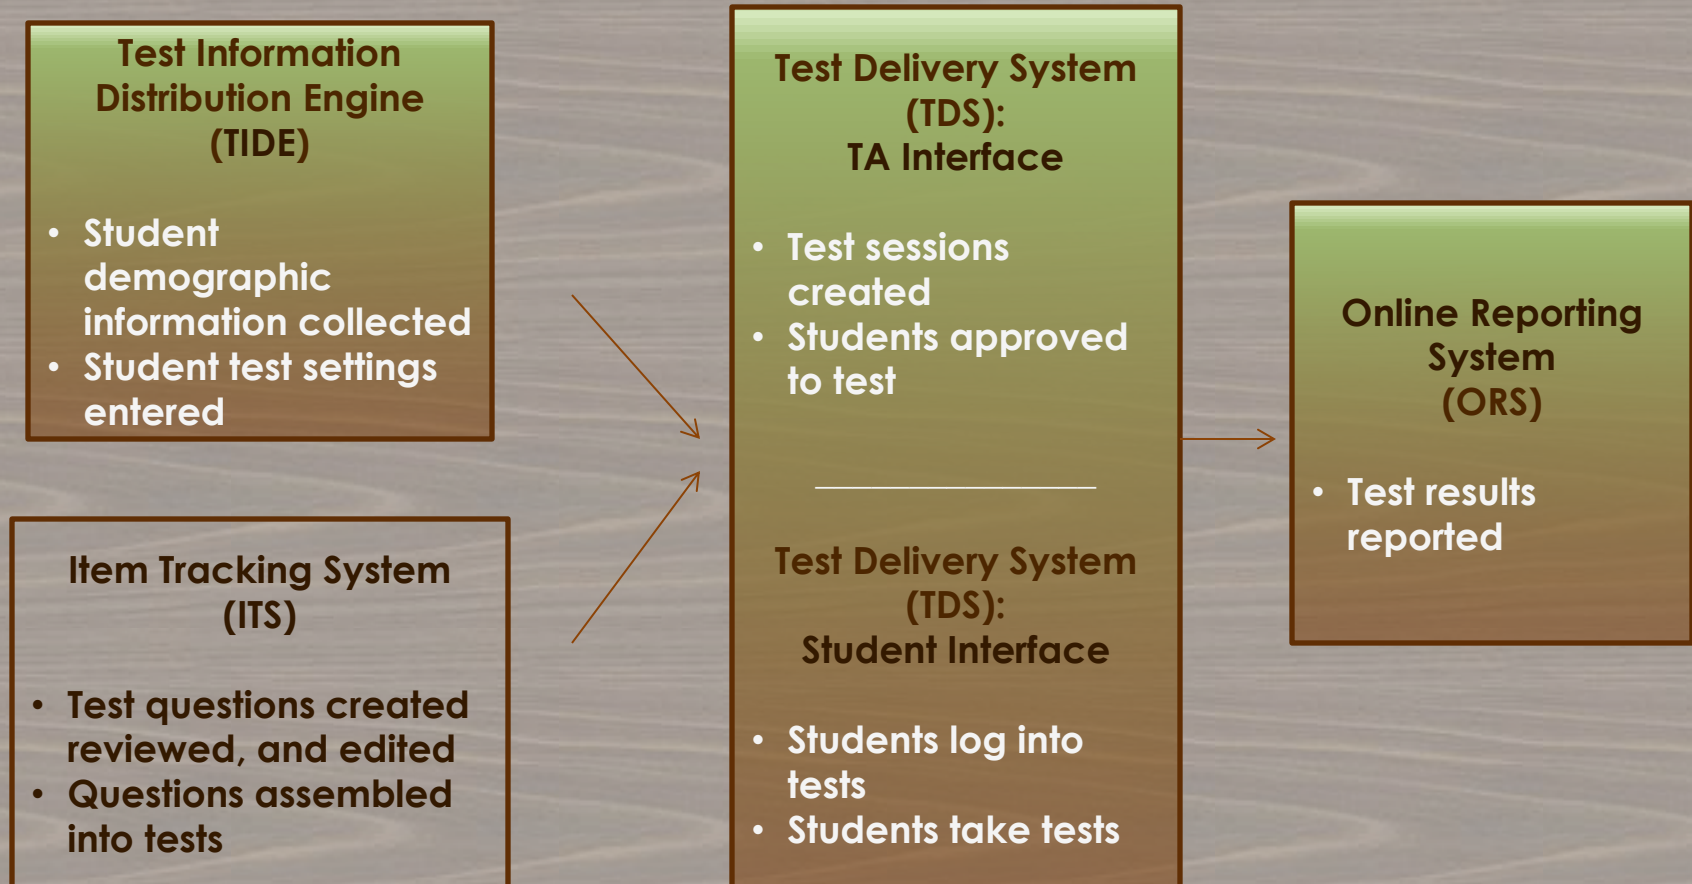 Test Information
Distribution Engine
(TIDE)
• Student
demographic
information collected
• Student test settings
entered
Item Tracking System
(ITS)
• Test questions created
reviewed, and edited
• Questions assembled
into tests
Test Delivery System
(TDS):
TA Interface
• Test sessions
created
• Students approved
to test
Test Delivery System
(TDS):
Student Interface
• Students log into
tests
• Students take tests
Online Reporting
System
(ORS)
• Test results
reported